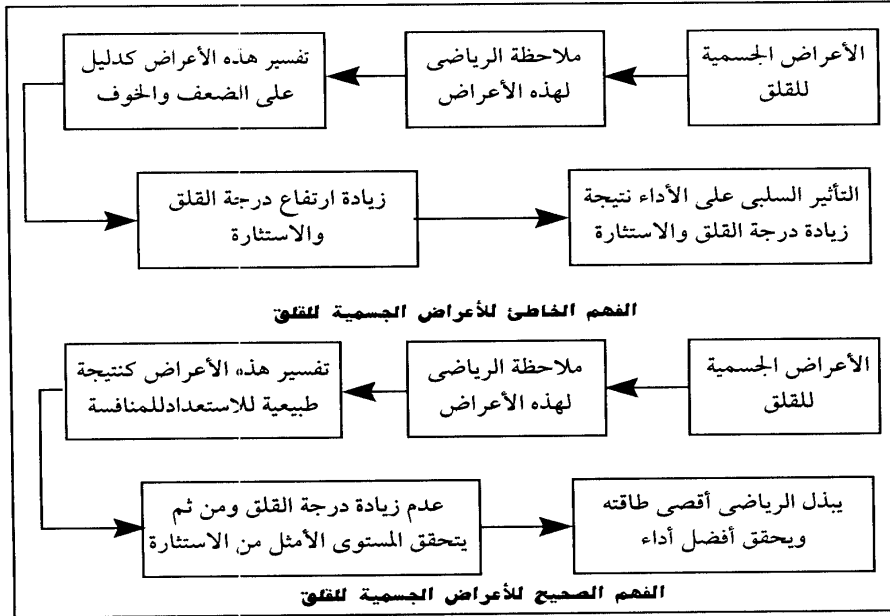 الأعراض الجسمية
للقلق
ملاحظة الرياضى
لهذه الأعراض
تفسير هذه الأعراض كدليل
على الضعف والخوف
زيادة ارتفاع درجة القلق
والاستثارة
التأثير السلبى على الأداء نتيجة
زيادة درجة القلق والاستثارة
الفهم الخاطئ للأعراض الجسمية للقلق
الأعراض الجسمية
للقلق
ملاحظة الرياضى
لهذه الأعراض
تفسير هذه الأعراض كنتيجة
طبيعية للاستعداد للمنافسة
عدم زيادة درجة القلق ومن ثم
يتحقق المستوى الأمثل من الاستثارة
يبذل الرياضى أقصى طاقته
ويحقق أفضل أداء
الفهم الصحيح للأعراض الجسمية للقلق